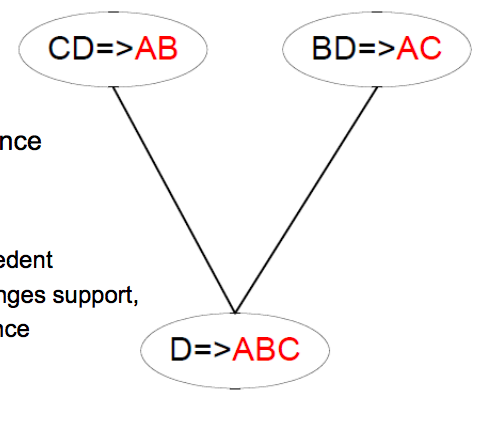 CD=>AB
BD=>AC
nce
edent
nges support,
nce
D=>ABC